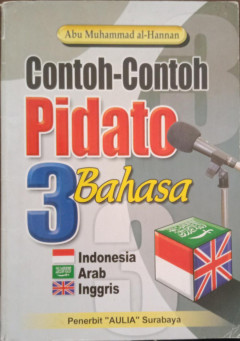 Abu Muhammad al-Hannan
Contoh-Contoh
Pidato
3 Bahasa
Indonesia
Arab
Inggris
Penerbit "AULIA" Surabaya